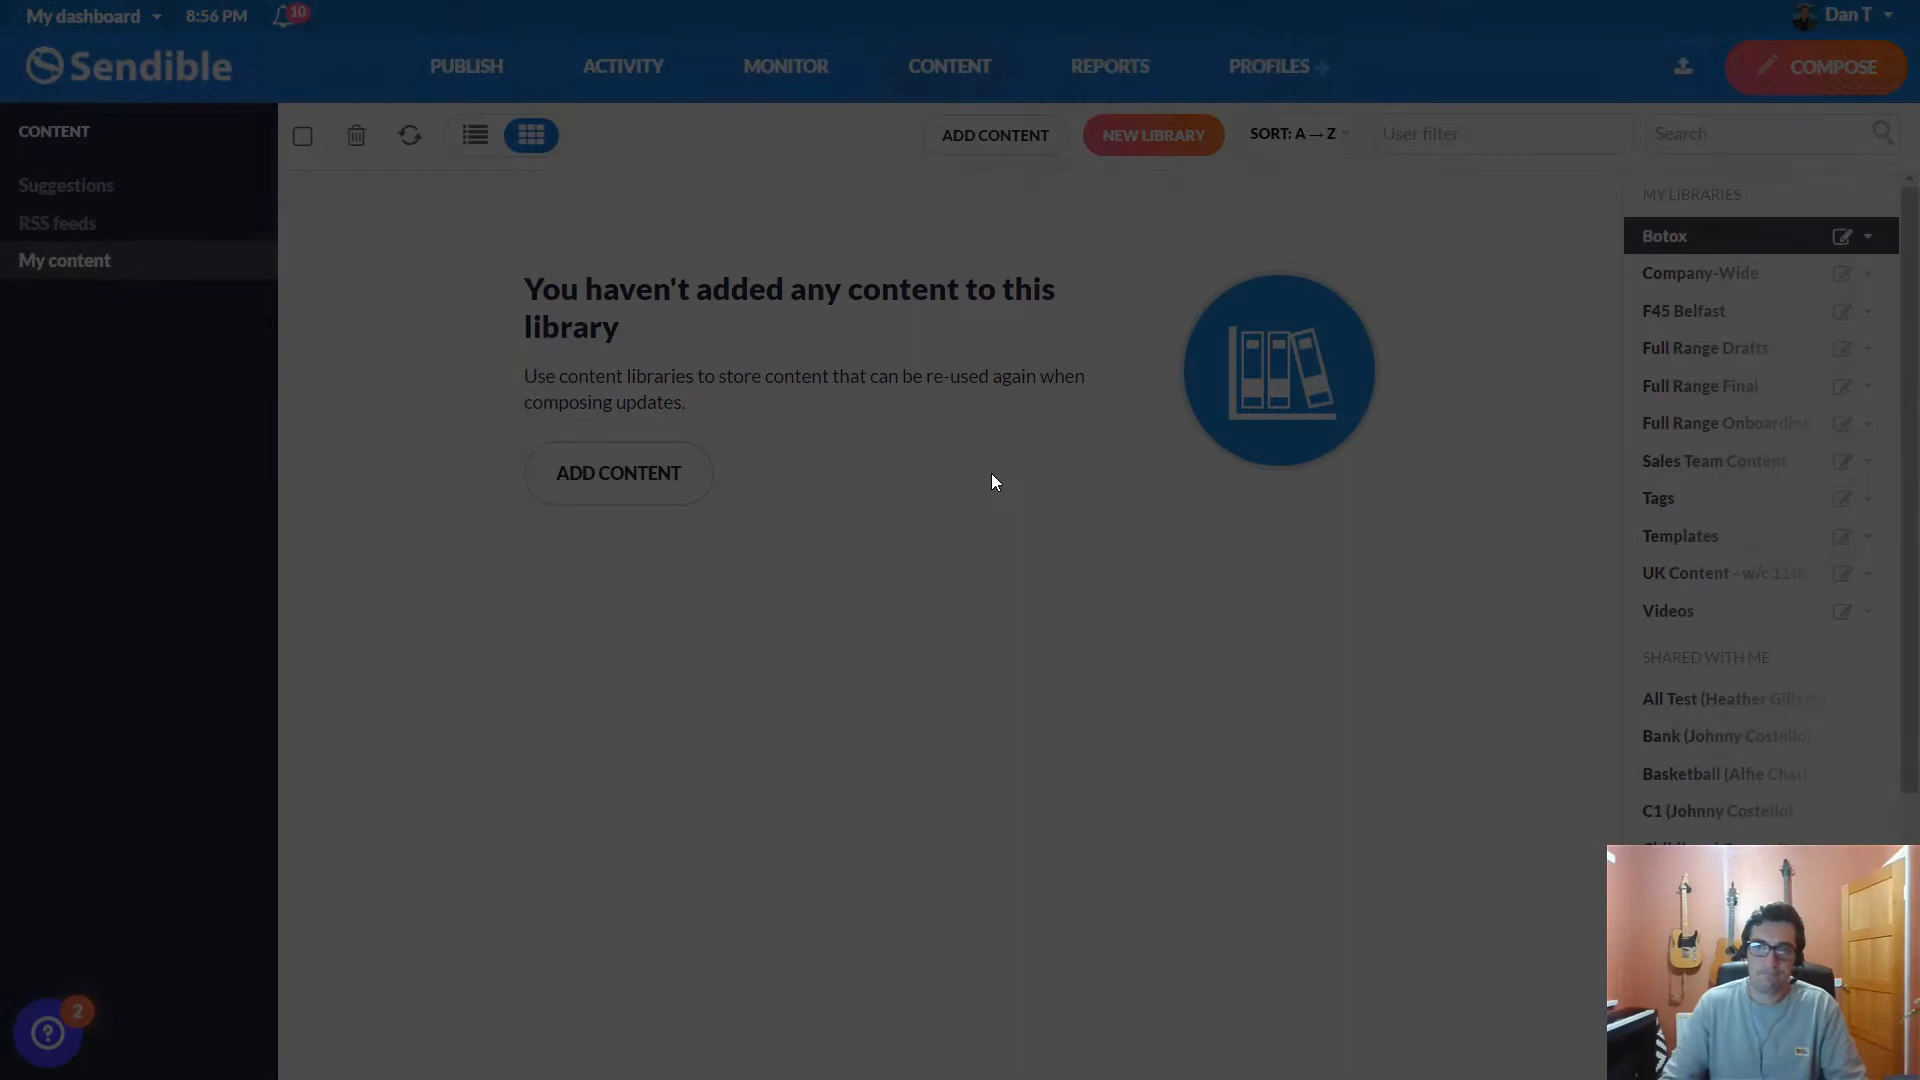 My dashboard
8:56 PM
10
Dan T
Sendible
PUBLISH
ACTIVITY
MONITOR
CONTENT
REPORTS
PROFILES
COMPOSE
CONTENT
Suggestions
RSS feeds
My content
ADD CONTENT
NEW LIBRARY
SORT: A → Z
User filter
Search
You haven't added any content to this
library
Use content libraries to store content that can be re-used again when
composing updates.
ADD CONTENT
MY LIBRARIES
Botox
Company-Wide
F45 Belfast
Full Range Drafts
Full Range Final
Full Range Onboarding
Sales Team Content
Tags
Templates
UK Content - w/c 11th
Videos
SHARED WITH ME
All Test (Heather
Bank (Johnny Costello)
Basketball (Alfie
C1 (Johnny Costello)
2